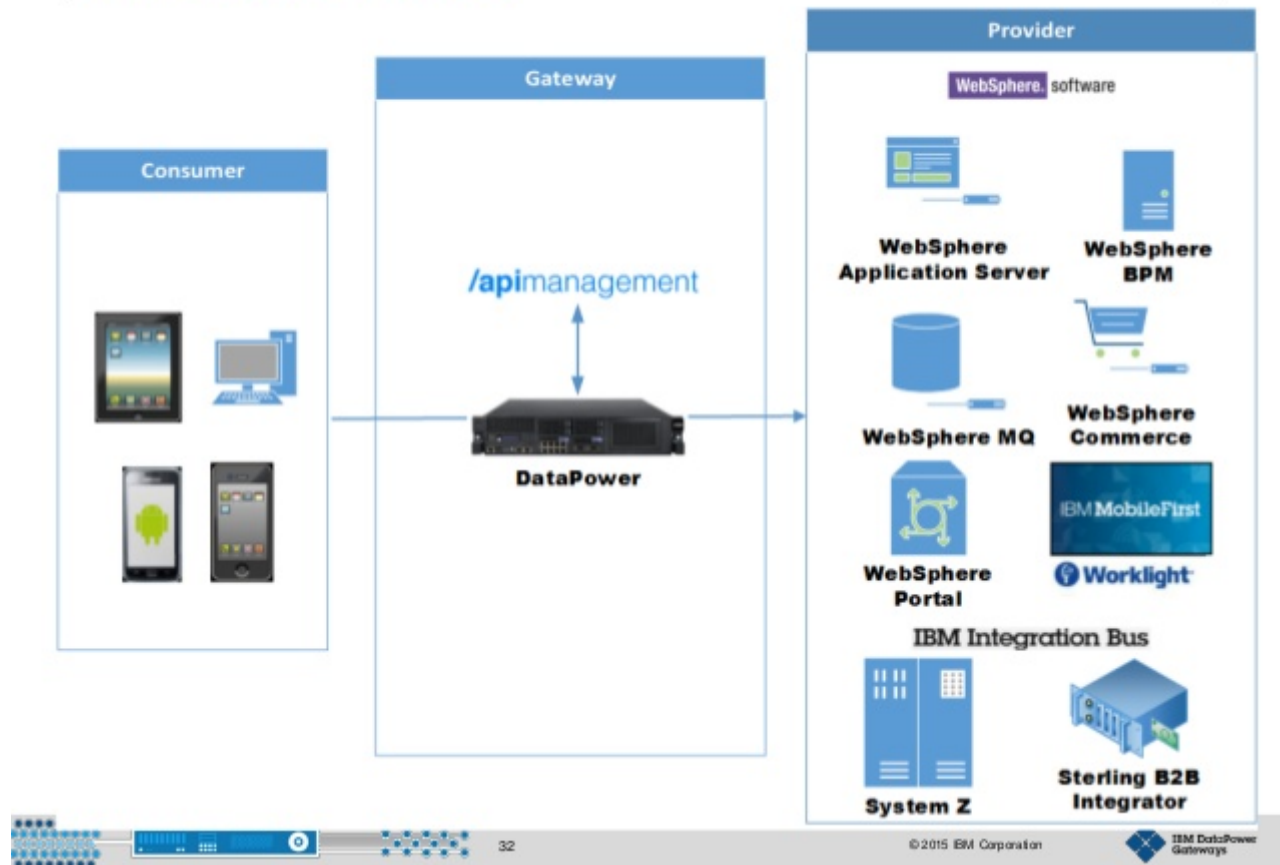 Consumer
Gateway
/apimanagement
DataPower
Provider
WebSphere. software
WebSphere
Application Server
WebSphere
BPM
WebSphere MQ
WebSphere
Commerce
WebSphere
Portal
IBM MobileFirst
Worklight
IBM Integration Bus
System Z
Sterling B2B
Integrator
32
© 2015 IBM Corporation
IBM DataPower
Gateways